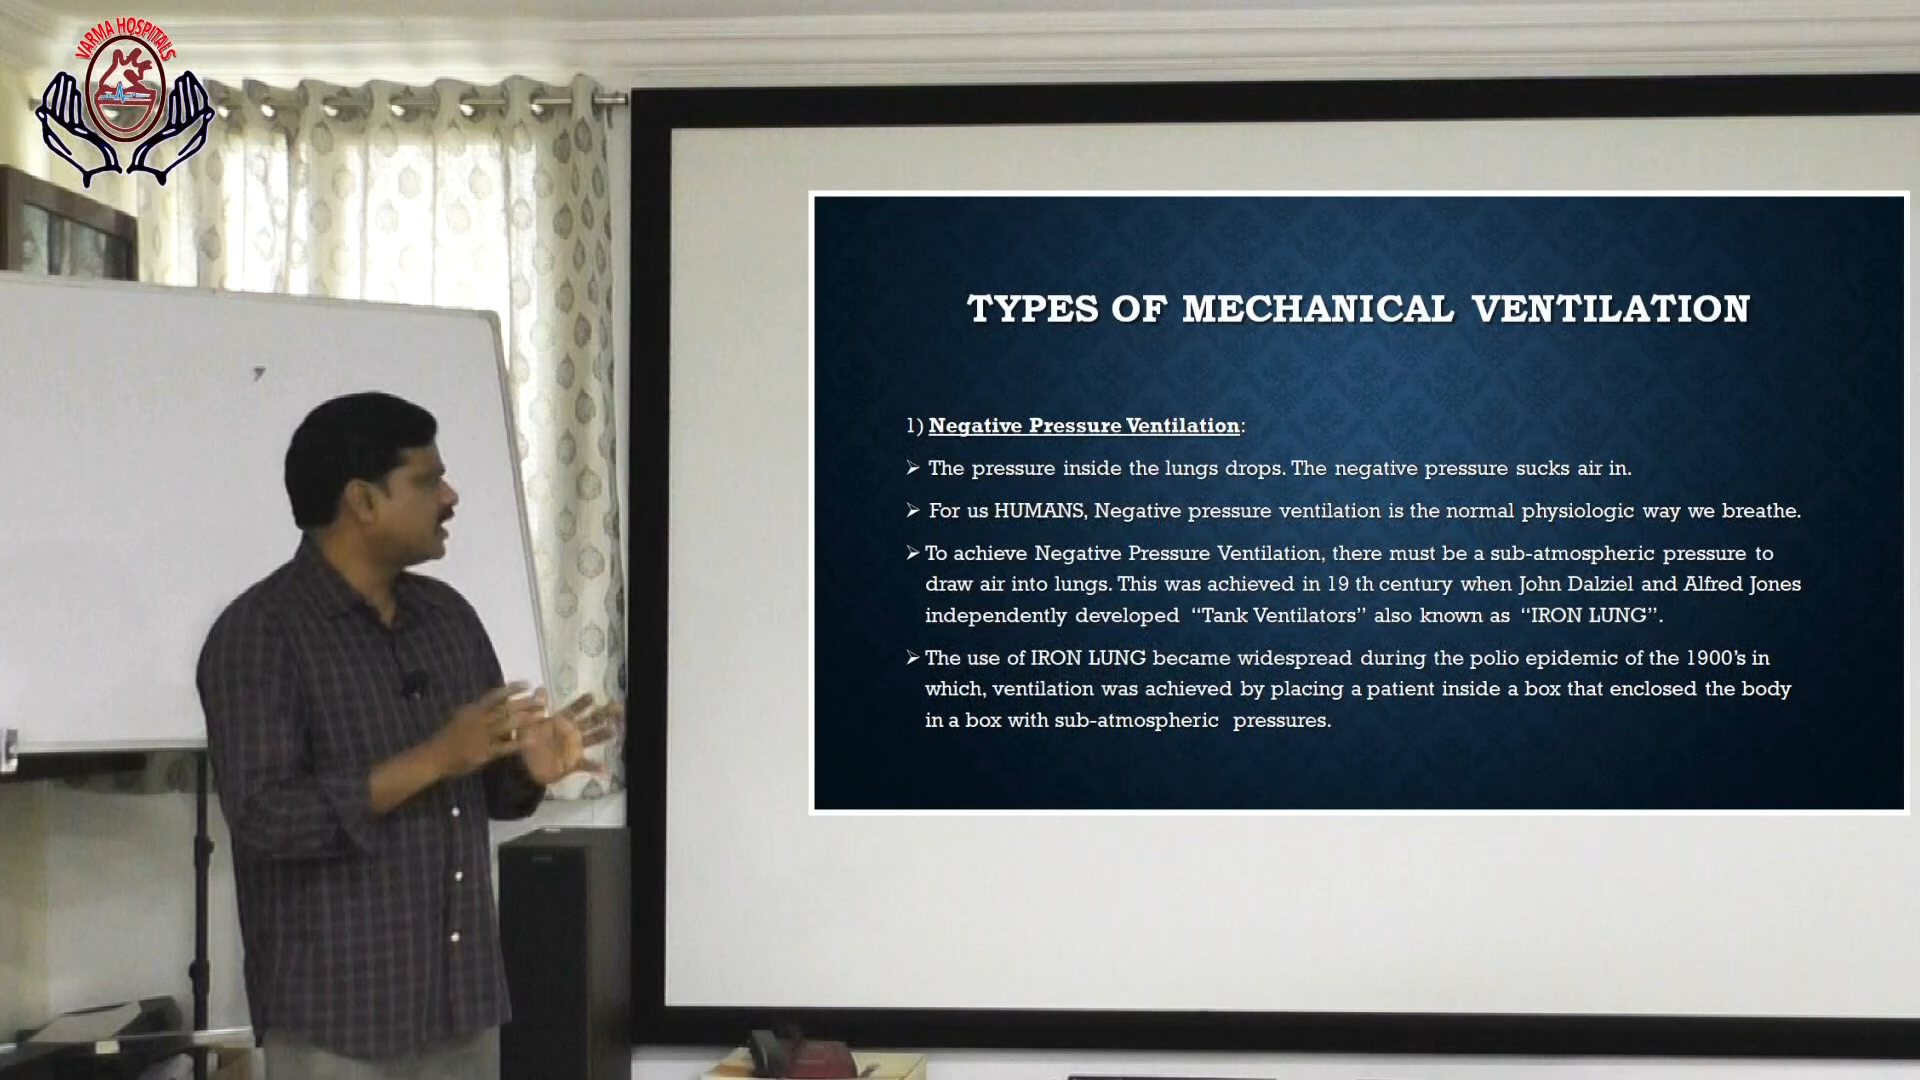 VARMA HOSPITALS
TYPES OF MECHANICAL VENTILATION
1) Negative Pressure Ventilation:
➢ The pressure inside the lungs drops. The negative pressure sucks air in.
➢ For us HUMANS, Negative pressure ventilation is the normal physiologic way we breathe.
➢ To achieve Negative Pressure Ventilation, there must be a sub-atmospheric pressure to
draw air into lungs. This was achieved in 19 th century when John Dalziel and Alfred Jones
independently developed “Tank Ventilators” also known as “IRON LUNG”.
➢ The use of IRON LUNG became widespread during the polio epidemic of the 1900’s in
which, ventilation was achieved by placing a patient inside a box that enclosed the body
in a box with sub-atmospheric pressures.